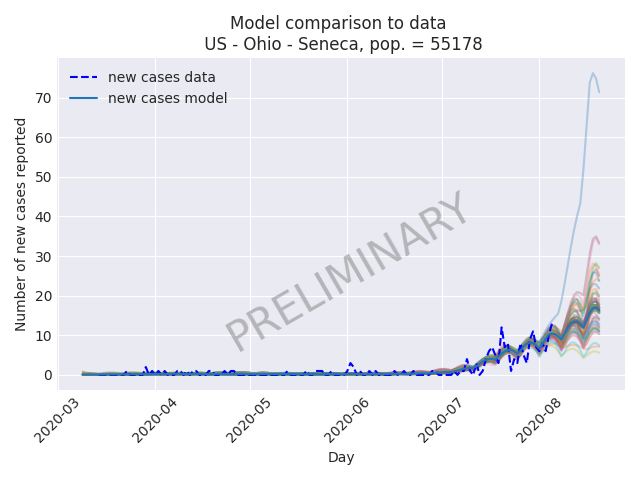 Model comparison to data
US - Ohio - Seneca, pop. = 55178
new cases data
new cases model
PRELIMINARY
Number of new cases reported
70
60
50
40
30
20
10
0
2020-03
2020-04
2020-05
2020-06
2020-07
2020-08
Day